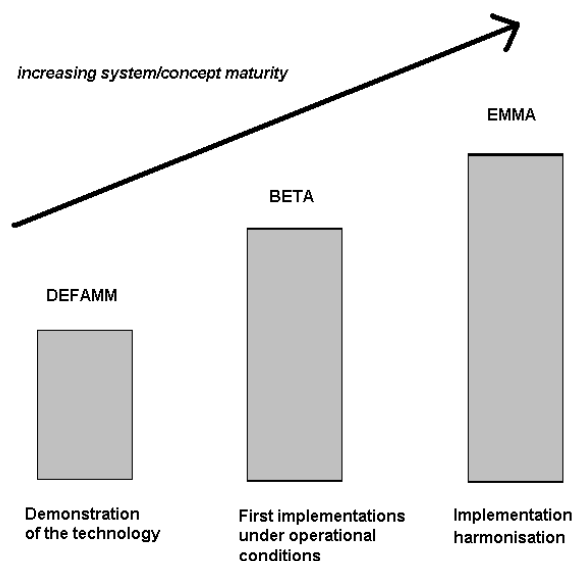 increasing system/concept maturity
EMMA
BETA
DEFAMM
Demonstration
of the technology
First implementations
under operational
conditions
Implementation
harmonisation